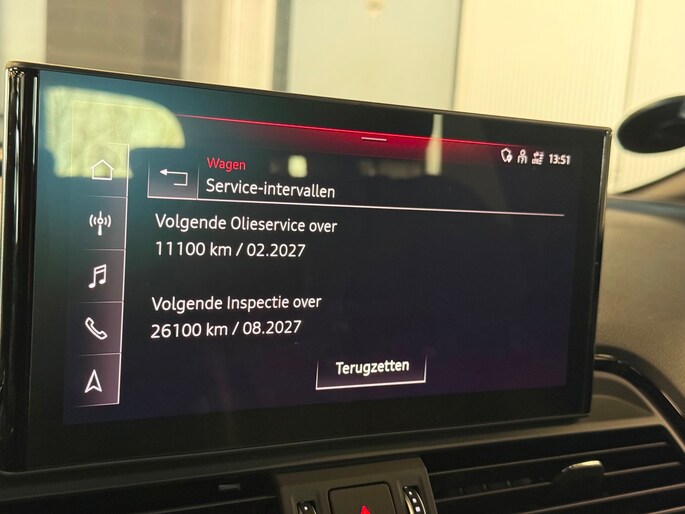 13:51
Wagen
Service-intervallen
Volgende Olieservice over
11100 km / 02.2027
Volgende Inspectie over
26100 km / 08.2027
Terugzetten